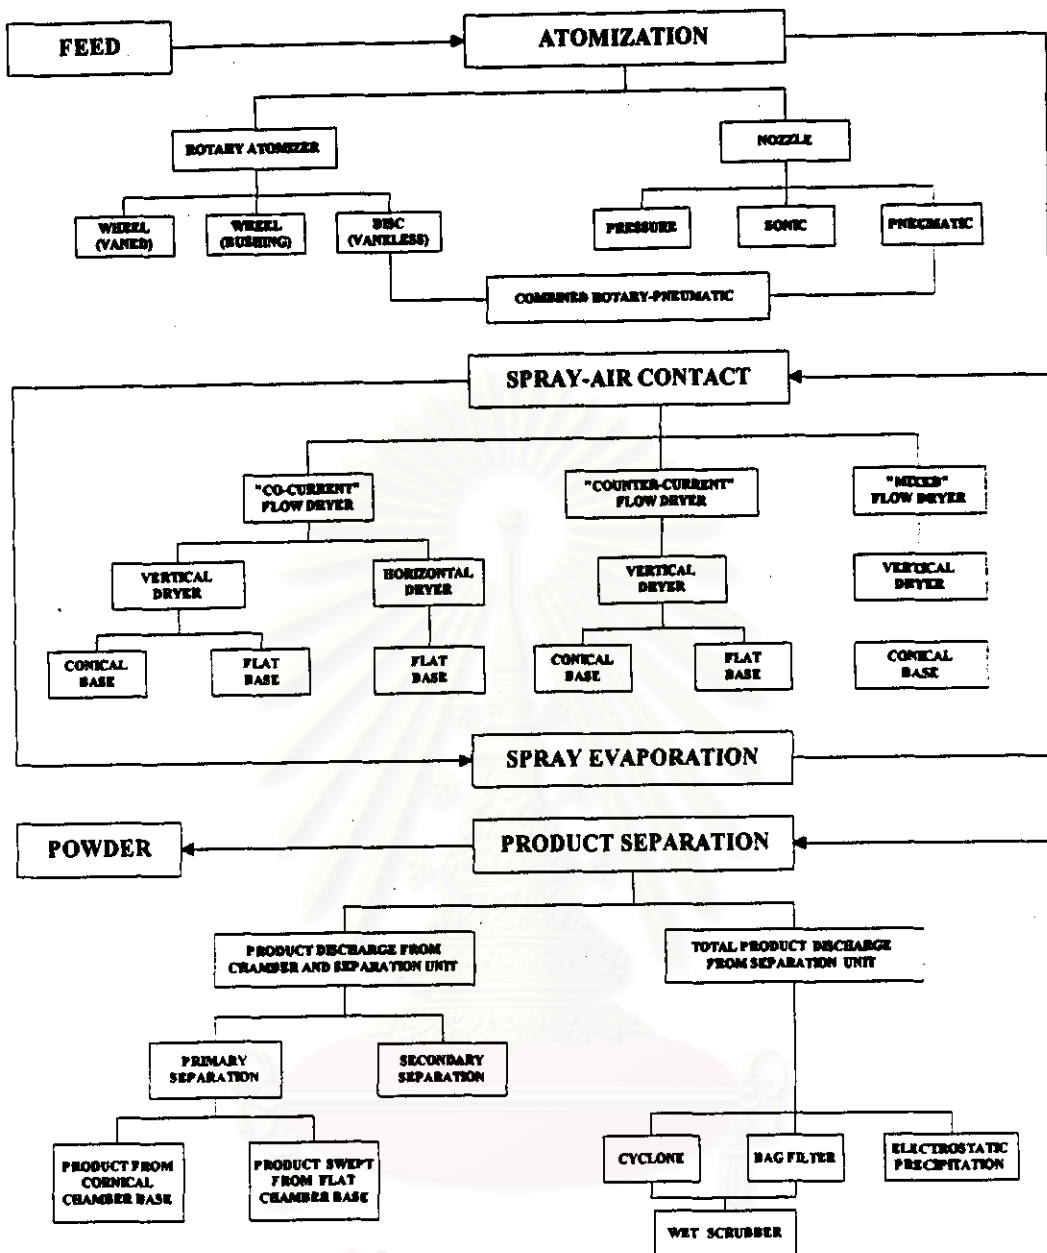 FEED
ATOMIZATION
ROTARY ATOMIZER
NOZZLE
WHEEL
(VANED)
WHEEL
(BUSHING)
DISC
(VANELESS)
PRESSURE
SONIC
PNEUMATIC
COMBINED ROTARY-PNEUMATIC
SPRAY-AIR CONTACT
"CO-CURRENT"
FLOW DRYER
"COUNTER-CURRENT"
FLOW DRYER
"MIXED"
FLOW DRYER
VERTICAL
DRYER
HORIZONTAL
DRYER
VERTICAL
DRYER
VERTICAL
DRYER
CONICAL
BASE
FLAT
BASE
FLAT
BASE
CONICAL
BASE
FLAT
BASE
CONICAL
BASE
SPRAY EVAPORATION
POWDER
PRODUCT SEPARATION
PRODUCT DISCHARGE FROM
CHAMBER AND SEPARATION UNIT
TOTAL PRODUCT DISCHARGE
FROM SEPARATION UNIT
PRIMARY
SEPARATION
SECONDARY
SEPARATION
PRODUCT FROM
CORNICAL
CHAMBER BASE
PRODUCT SWEPT
FROM FLAT
CHAMBER BASE
CYCLONE
BAG FILTER
ELECTROSTATIC
PRECIPITATION
WET SCRUBBER